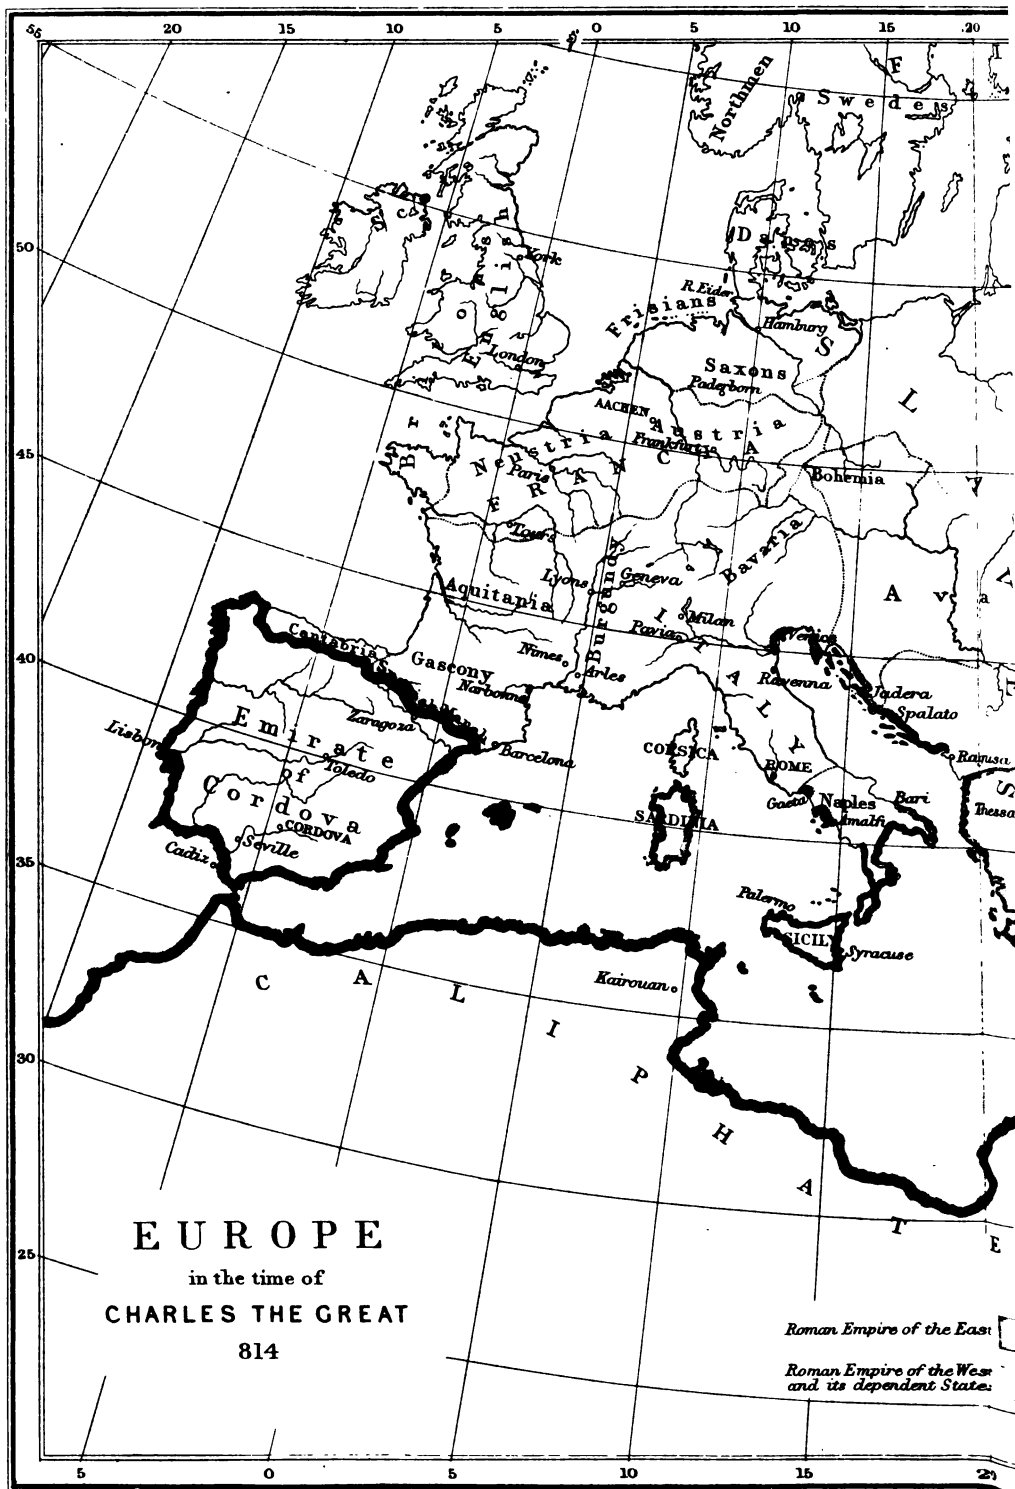 55 20 15 10 5 0 5 10 15 20
Northmen
F
I
Swedes
Danes
50
York
English
R. Eider
Frisians
Hamburg
S
London
Saxons
Paderborn
L
AACHEN
Austria
Br
Neustria
Frankfurt
45
Paris
FRANCIA
Bohemia
A
V
Tours
Bavaria
Lyons
Geneva
Burgundy
Aquitania
Milan
Pavia
Ava
Venice
Cantabria
Gascony
Nimes
Arles
40
Narbonne
ITALY
Ravenna
Jadera
Spalato
Emirate
Zaragoza
Lisbon
Barcelona
CORSICA
Ragusa
of
Toledo
ROME
S
Cordova
Gaeta
Naples
Bari
Amalfi
Thessa
CORDOVA
SARDINIA
Seville
Cadiz
35
Palermo
SICILY
Syracuse
Kairouan
CALIPHATE
30
25
EUROPE
in the time of
CHARLES THE GREAT
814
Roman Empire of the East
Roman Empire of the West
and its dependent States
5 0 5 10 15 20